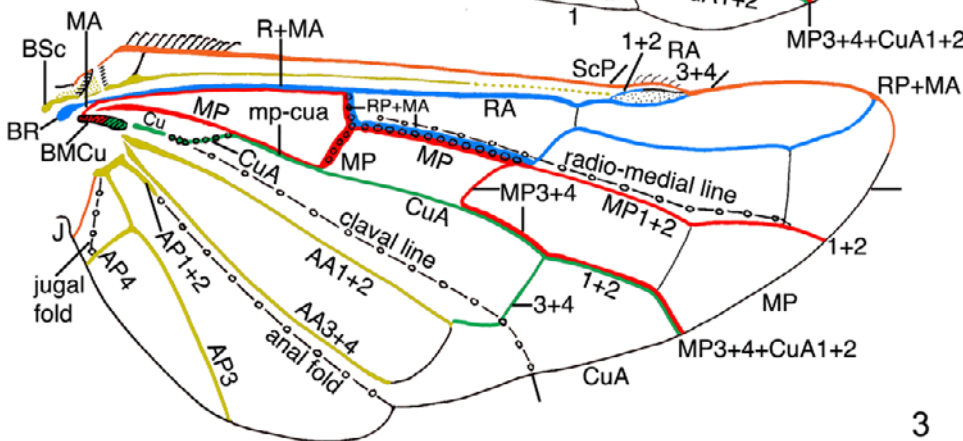 1
CuA1+2
MP3+4+CuA1+2
MA
R+MA
BSc
1+2
RA
ScP
3+4
RP+MA
MP
mp-cua
RP+MA
RA
BR
Cu
BMCu
CuA
MP
MP
radio-medial line
MP3+4
MP1+2
CuA
claval line
J
AP1+2
AA1+2
1+2
1+2
jugal
fold
AP4
3+4
MP
AA3+4
anal fold
AP3
MP3+4+CuA1+2
CuA
3